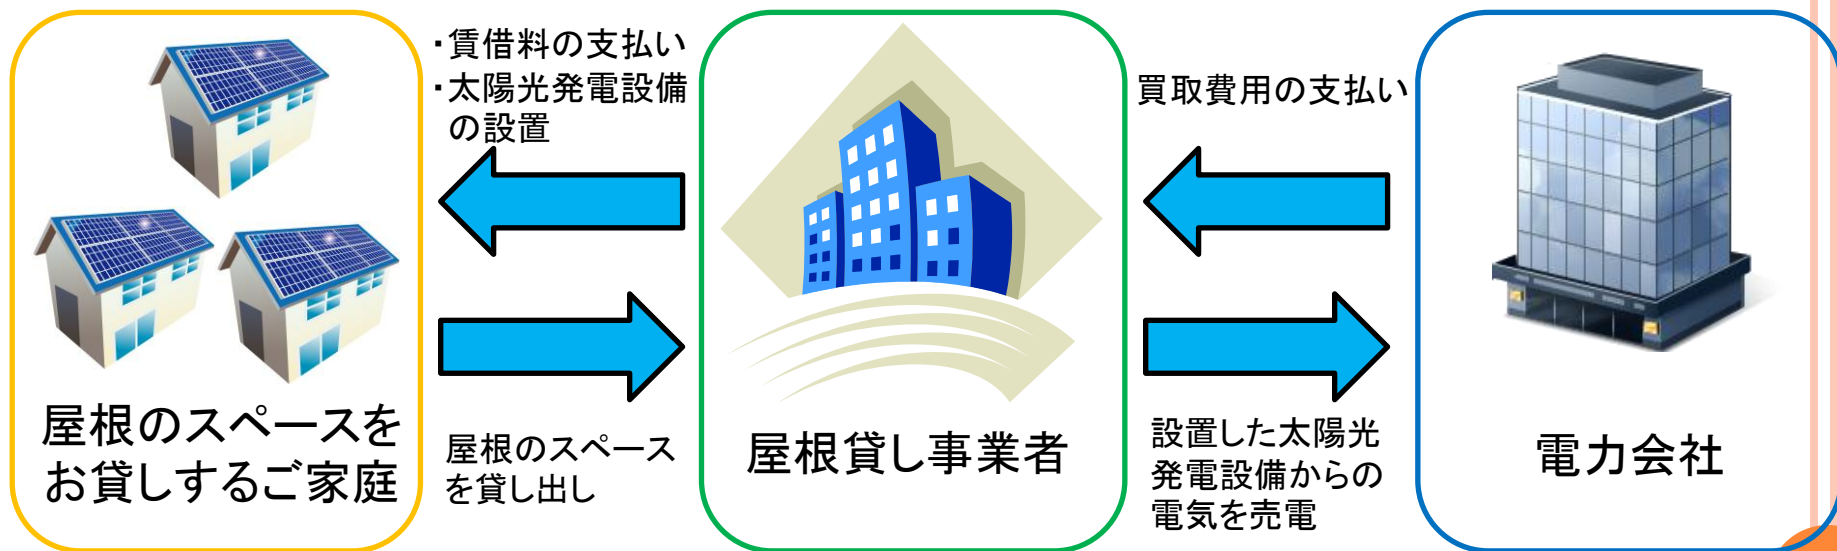 ・賃借料の支払い
・太陽光発電設備
の設置
買取費用の支払い
屋根のスペースを
お貸しするご家庭
屋根のスペース
を貸し出し
屋根貸し事業者
設置した太陽光
発電設備からの
電気を売電
電力会社